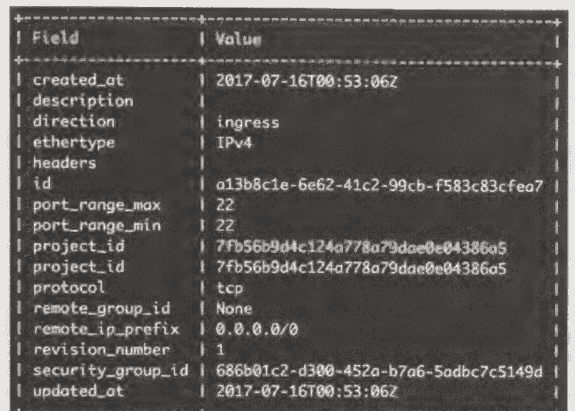 +-------------------+--------------------------------------+
| Field | Value |
+-------------------+--------------------------------------+
| created_at | 2017-07-16T00:53:06Z |
| description | |
| direction | ingress |
| ethertype | IPv4 |
| headers | |
| id | a13b8c1e-6e62-41c2-99cb-f583c83cfea7 |
| port_range_max | 22 |
| port_range_min | 22 |
| project_id | 7fb56b9d4c124a778a79dae0e04386a5 |
| project_id | 7fb56b9d4c124a778a79dae0e04386a5 |
| protocol | tcp |
| remote_group_id | None |
| remote_ip_prefix | 0.0.0.0/0 |
| revision_number | 1 |
| security_group_id | 686b01c2-d300-452a-b7a6-5adbc7c5149d |
| updated_at | 2017-07-16T00:53:06Z |